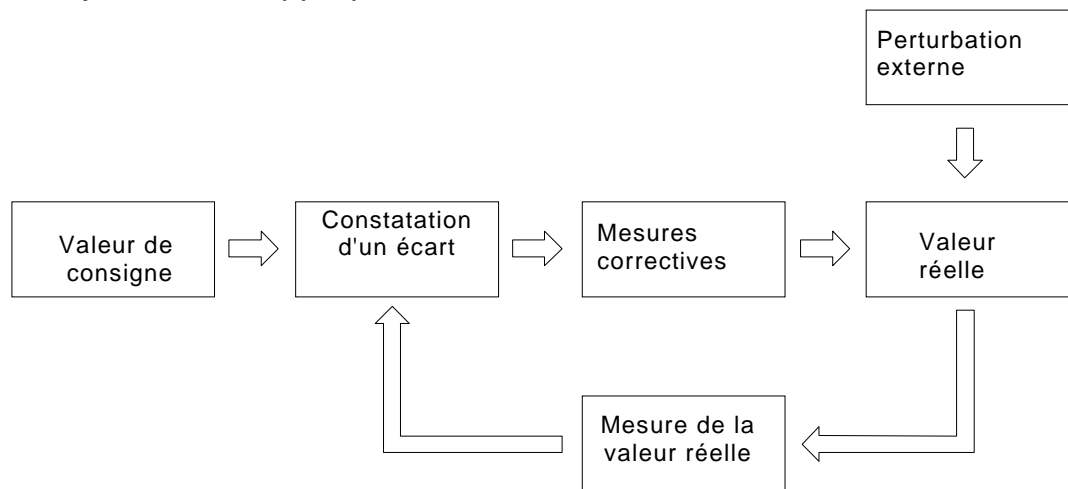 Perturbation
externe
Valeur de
consigne
Constatation
d'un écart
Mesures
correctives
Valeur
réelle
Mesure de la
valeur réelle